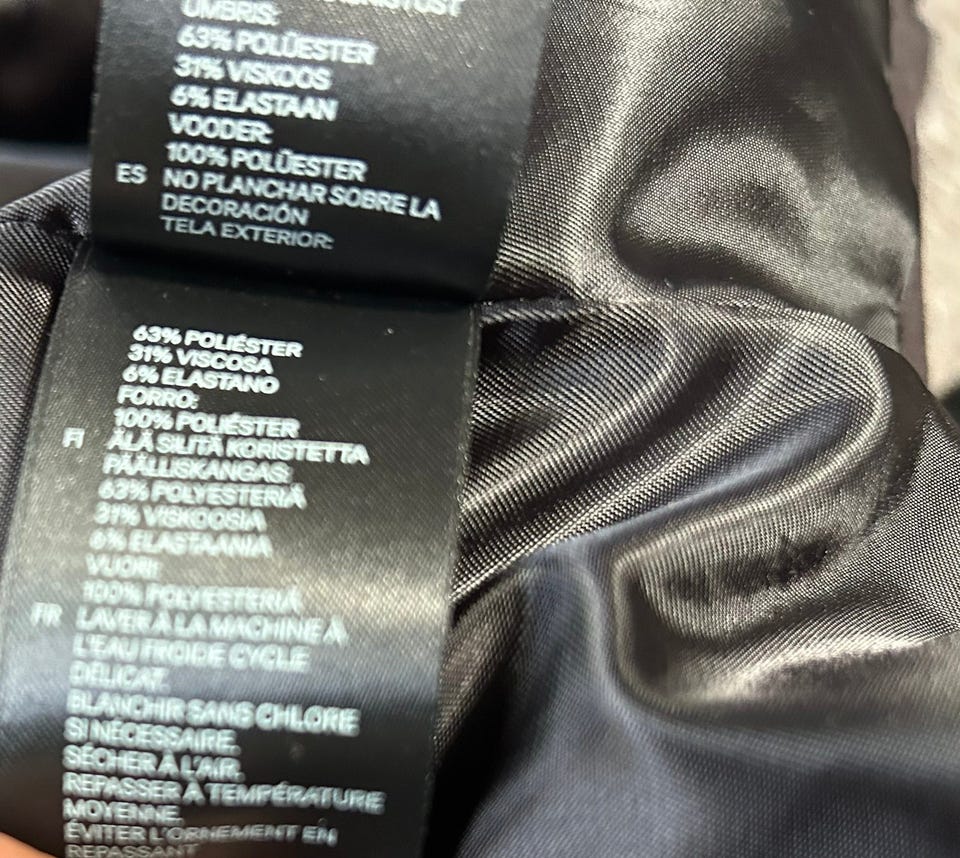 ÜMBRIS:
63% POLÜESTER
31% VISKOOS
6% ELASTAAN
VOODER:
100% POLÜESTER
ES NO PLANCHAR SOBRE LA
DECORACIÓN
TELA EXTERIOR:
63% POLIÉSTER
31% VISCOSA
6% ELASTANO
FORRO:
100% POLIÉSTER
FI ÄLÄ SILITÄ KORISTETTA
PÄÄLLISKANGAS:
63% POLYESTERIÄ
31% VISKOOSIA
6% ELASTAANIA
VUORI:
100% POLYESTERIÄ
FR LAVER À LA MACHINE À
L'EAU FROIDE CYCLE
DÉLICAT.
BLANCHIR SANS CHLORE
SI NÉCESSAIRE.
SÉCHER À L'AIR.
REPASSER À TEMPÉRATURE
MOYENNE.
ÉVITER L'ORNEMENT EN
REPASSANT